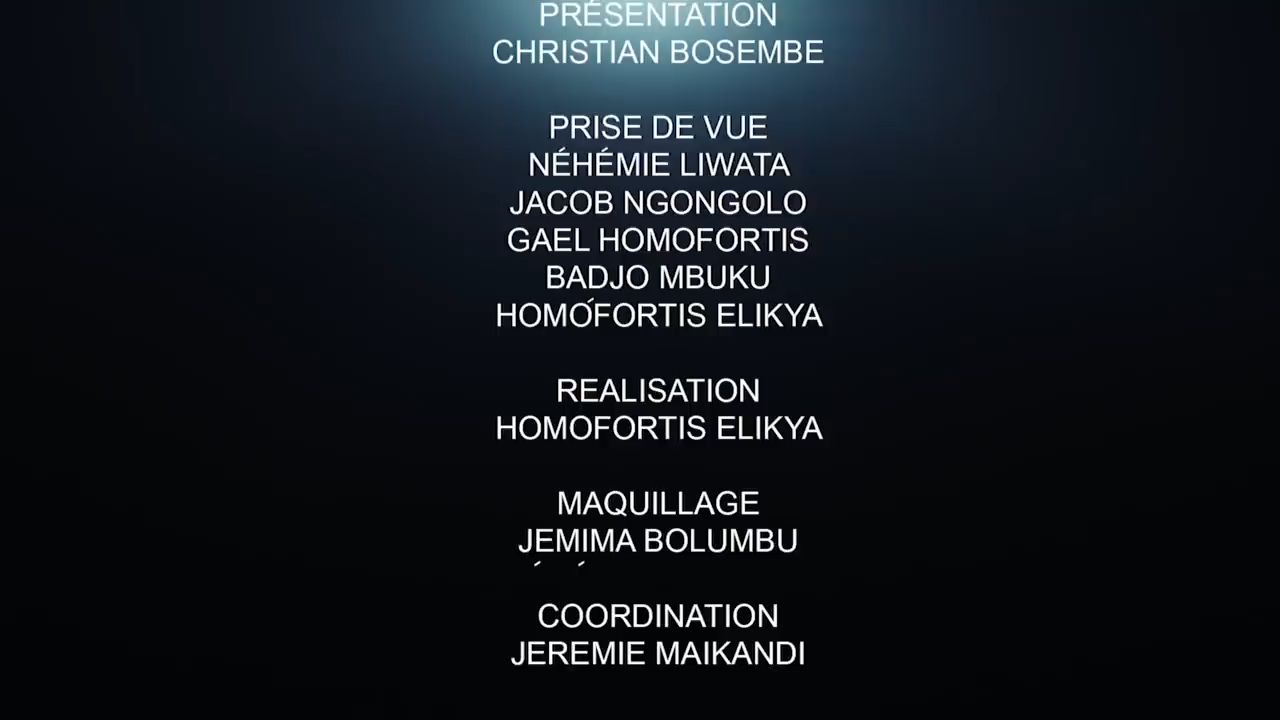 PRÉSENTATION
CHRISTIAN BOSEMBE
PRISE DE VUE
NÉHÉMIE LIWATA
JACOB NGONGOLO
GAEL HOMOFORTIS
BADJO MBUKU
HOMOFORTIS ELIKYA
REALISATION
HOMOFORTIS ELIKYA
MAQUILLAGE
JEMIMA BOLUMBU
COORDINATION
JEREMIE MAIKANDI